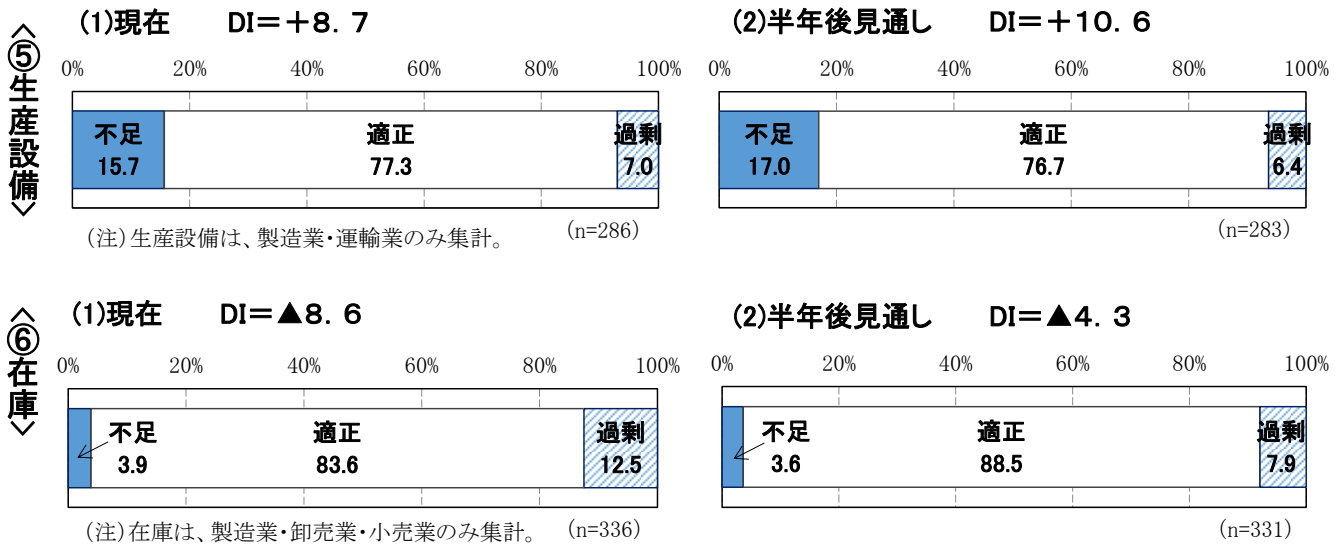 〈⑤生産設備〉
(1)現在　DI＝＋8．7
0% 20% 40% 60% 80% 100%
不足 適正 過剰
15.7 77.3 7.0
(注)生産設備は、製造業・運輸業のみ集計。 (n=286)
(2)半年後見通し　DI＝＋10．6
0% 20% 40% 60% 80% 100%
不足 適正 過剰
17.0 76.7 6.4
(n=283)
〈⑥在庫〉
(1)現在　DI＝▲8．6
0% 20% 40% 60% 80% 100%
不足 適正 過剰
3.9 83.6 12.5
(注)在庫は、製造業・卸売業・小売業のみ集計。 (n=336)
(2)半年後見通し　DI＝▲4．3
0% 20% 40% 60% 80% 100%
不足 適正 過剰
3.6 88.5 7.9
(n=331)